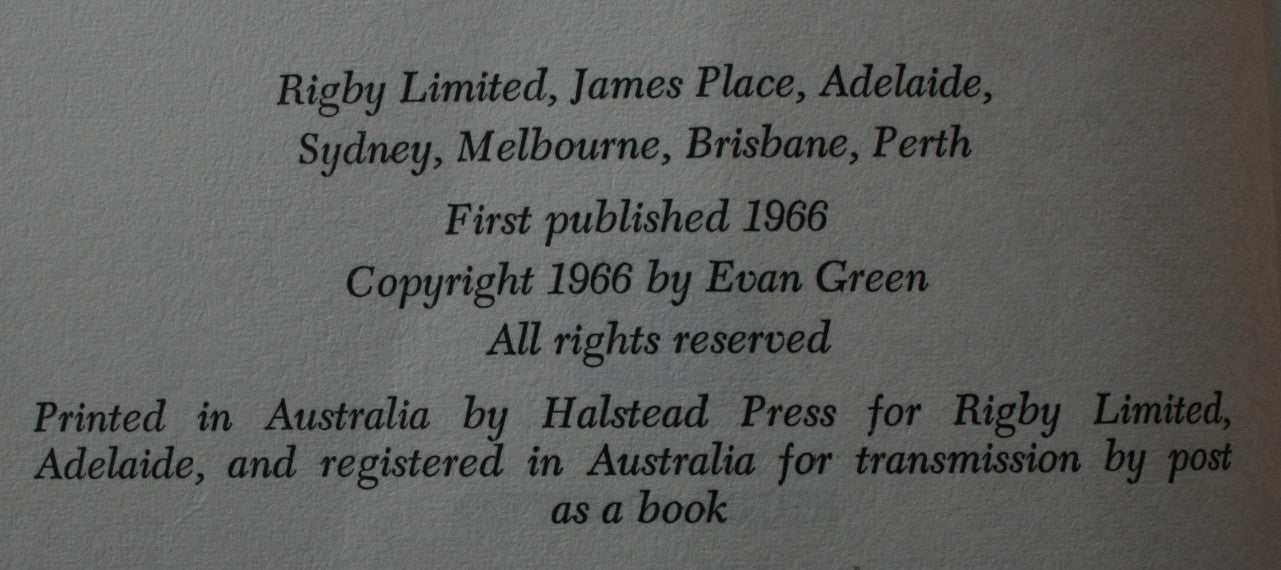 Rigby Limited, James Place, Adelaide,
Sydney, Melbourne, Brisbane, Perth
First published 1966
Copyright 1966 by Evan Green
All rights reserved
Printed in Australia by Halstead Press for Rigby Limited,
Adelaide, and registered in Australia for transmission by post
as a book